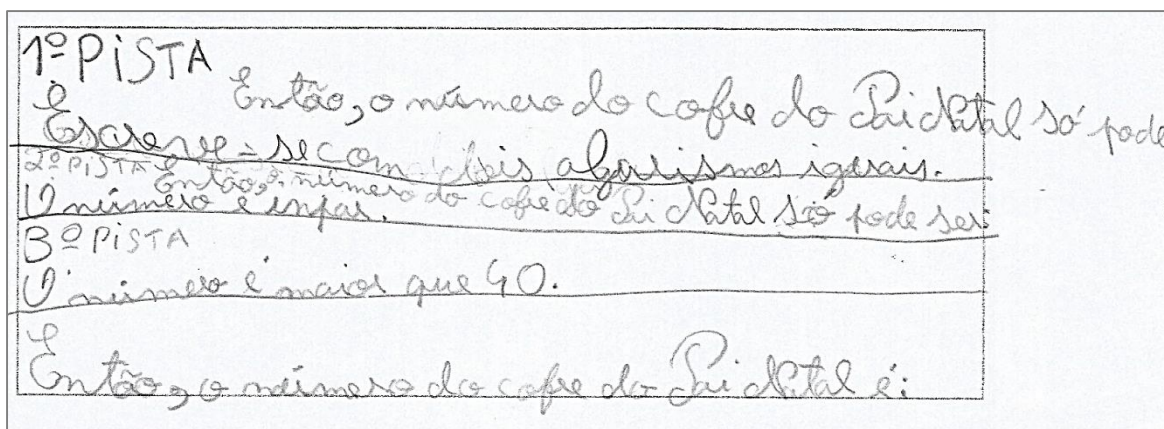 1º PiSTA
Então, o número do cofre do Pai Natal só pode
Escreve-se com dois algarismos iguais.
2º PiSTA
Então, o número do cofre do Pai Natal só pode ser:
O número é impar.
3º PiSTA
O número é maior que 40.
Então, o número do cofre do Pai Natal é: